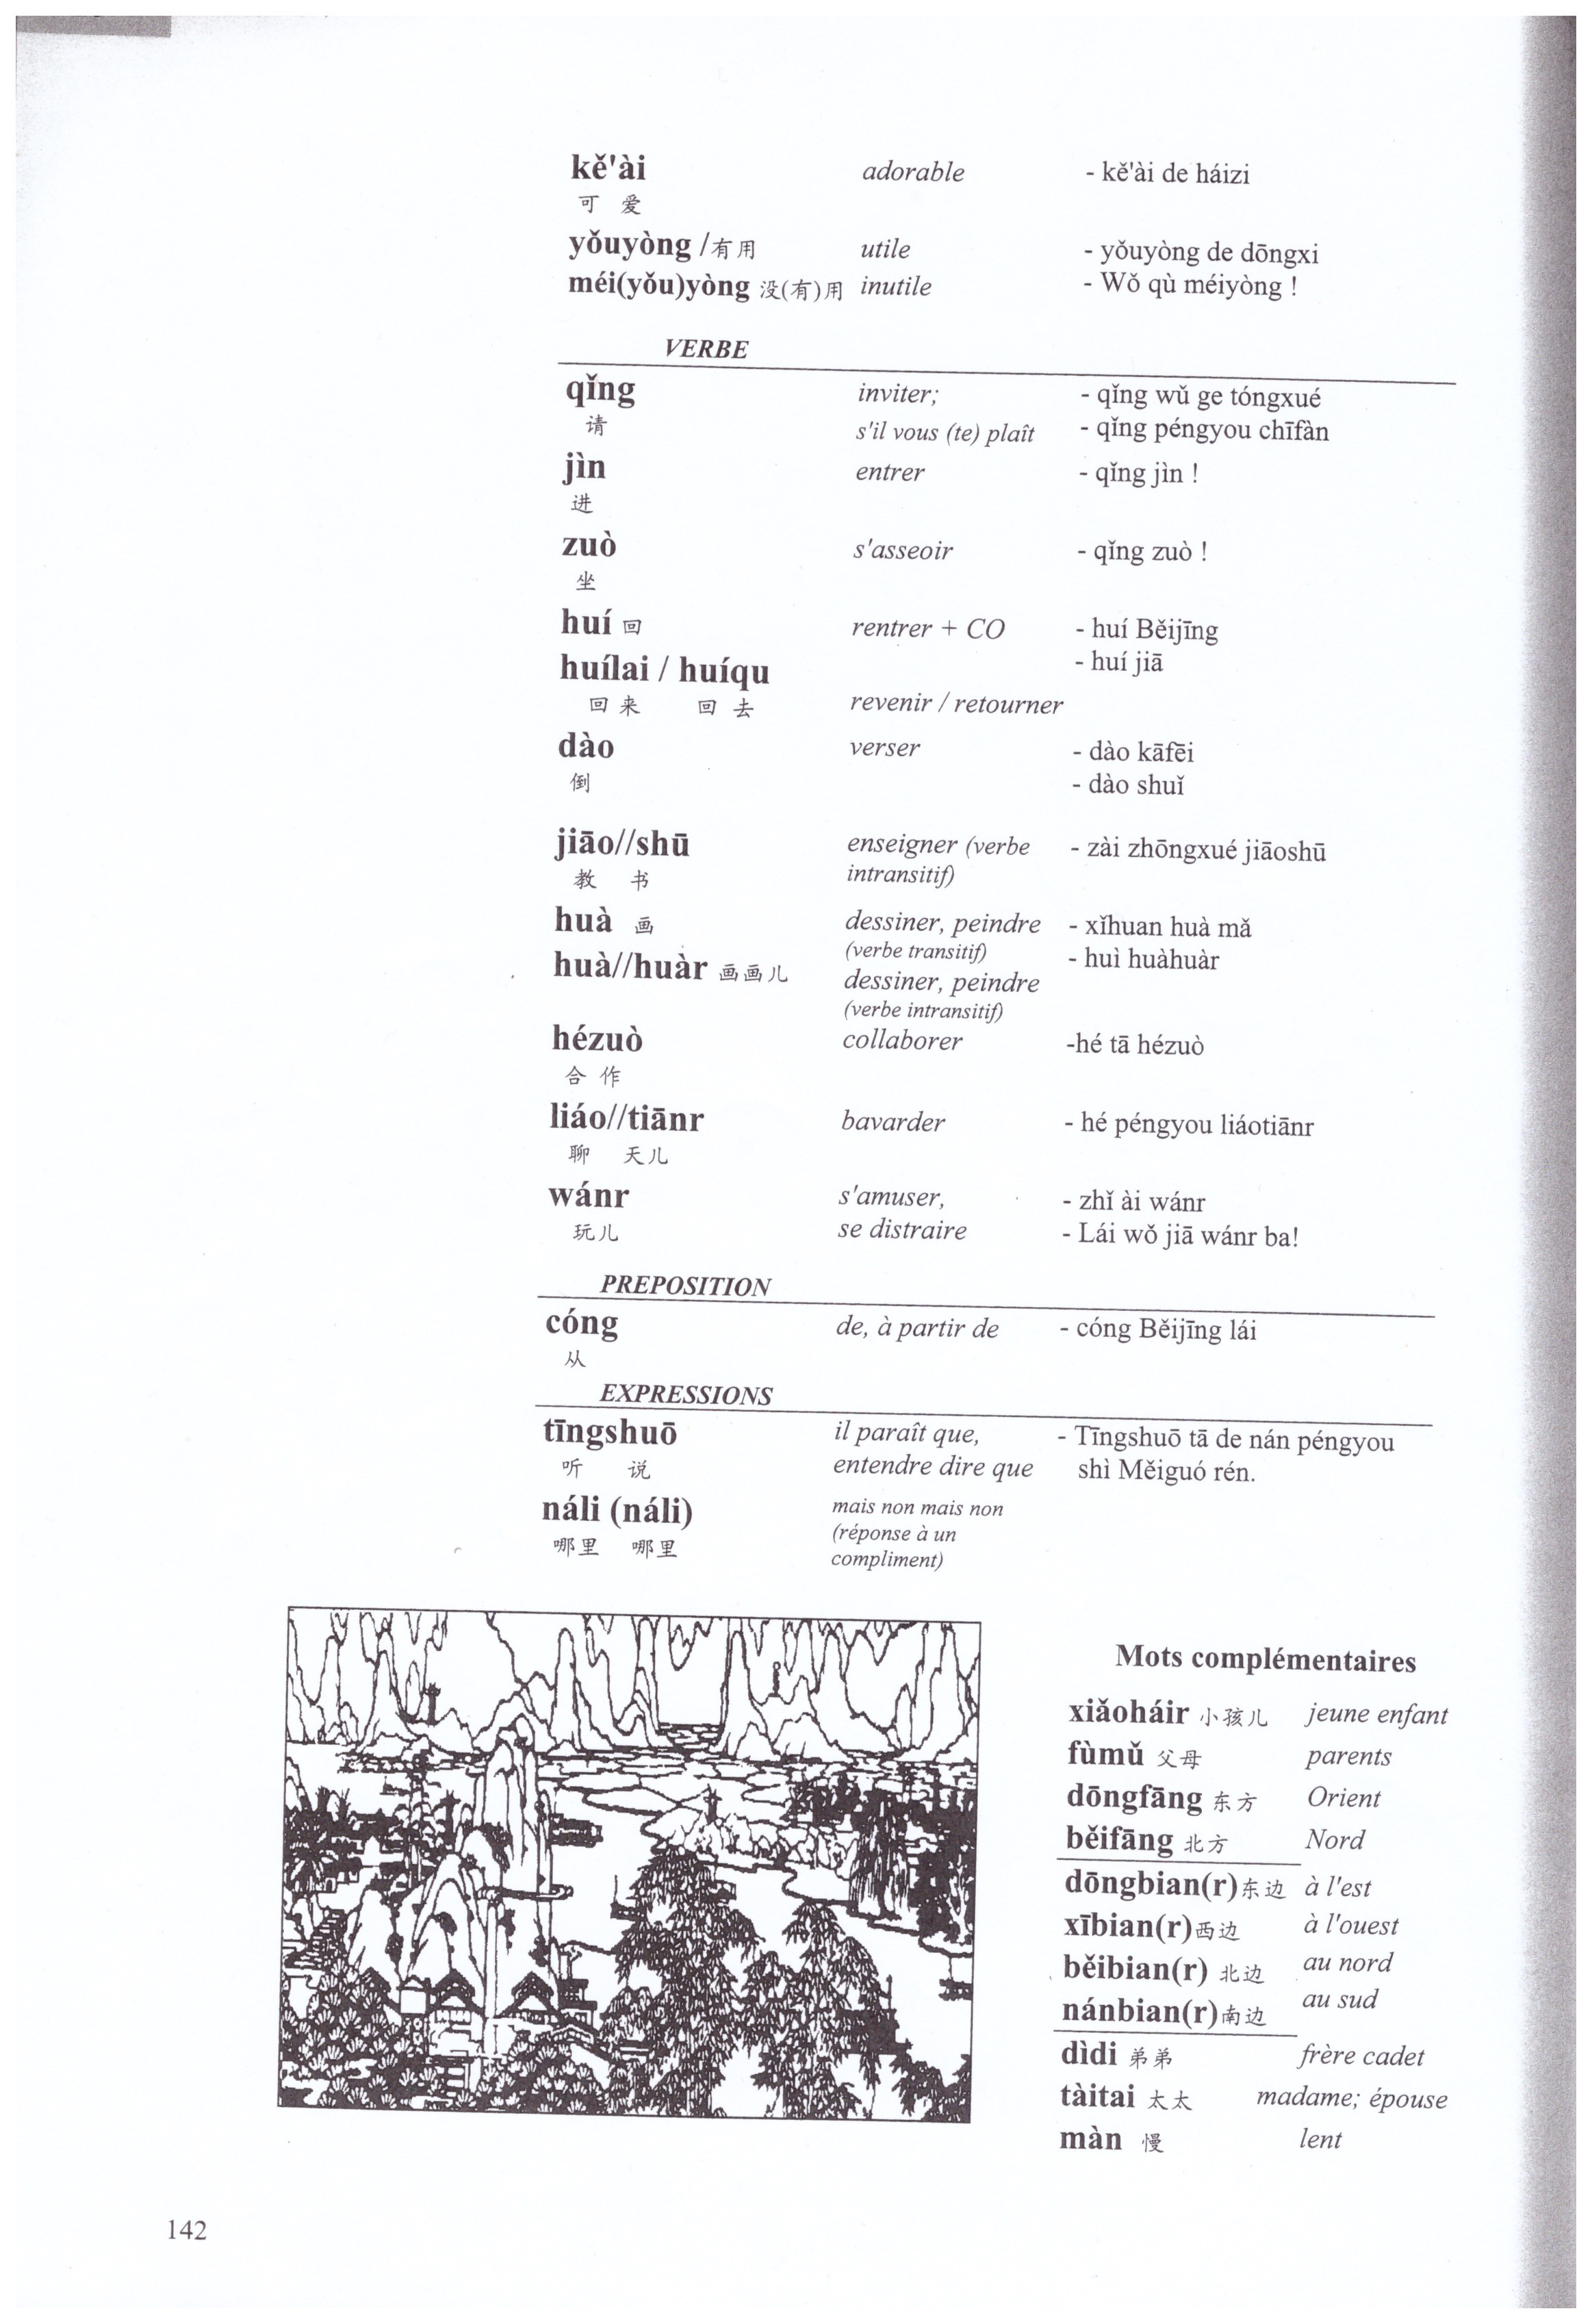 kě'ài adorable - kě'ài de háizi
可 爱
yǒuyòng /有用 utile - yǒuyòng de dōngxi
méi(yǒu)yòng 没(有)用 inutile - Wǒ qù méiyòng !
VERBE
qǐng inviter; - qǐng wǔ ge tóngxué
请 s'il vous (te) plaît - qǐng péngyou chīfàn
jìn entrer - qǐng jìn !
进
zuò s'asseoir - qǐng zuò !
坐
huí 回 rentrer + CO - huí Běijīng
- huí jiā
huílai / huíqu
回 来 回 去 revenir / retourner
dào verser - dào kāfēi
倒 - dào shuǐ
jiāo//shū enseigner (verbe - zài zhōngxué jiāoshū
教 书 intransitif)
huà 画 dessiner, peindre - xǐhuan huà mǎ
(verbe transitif) - huì huàhuàr
huà//huàr 画画儿 dessiner, peindre
(verbe intransitif)
hézuò collaborer -hé tā hézuò
合 作
liáo//tiānr bavarder - hé péngyou liáotiānr
聊 天儿
wánr s'amuser, - zhǐ ài wánr
玩儿 se distraire - Lái wǒ jiā wánr ba!
PREPOSITION
cóng de, à partir de - cóng Běijīng lái
从
EXPRESSIONS
tīngshuō il paraît que, - Tīngshuō tā de nán péngyou
听 说 entendre dire que shì Měiguó rén.
náli (náli) mais non mais non
(réponse à un
哪里 哪里 compliment)
Mots complémentaires
xiǎoháir 小孩儿 jeune enfant
fùmǔ 父母 parents
dōngfāng 东方 Orient
běifāng 北方 Nord
dōngbian(r)东边 à l'est
xībian(r)西边 à l'ouest
běibian(r) 北边 au nord
nánbian(r)南边 au sud
dìdi 弟弟 frère cadet
tàitai 太太 madame; épouse
màn 慢 lent
142